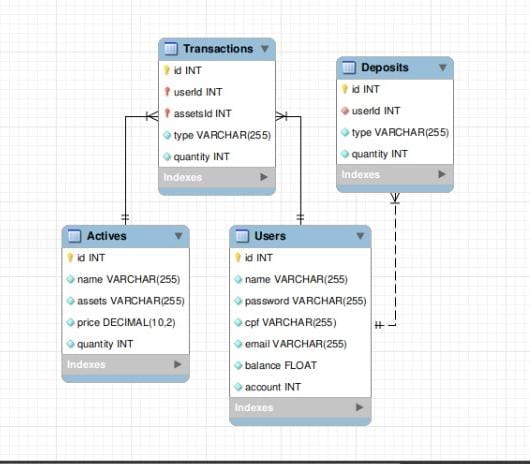 Transactions
id INT
userId INT
assetsId INT
type VARCHAR(255)
quantity INT
Indexes
Deposits
id INT
userId INT
type VARCHAR(255)
quantity INT
Indexes
Actives
id INT
name VARCHAR(255)
assets VARCHAR(255)
price DECIMAL(10,2)
quantity INT
Indexes
Users
id INT
name VARCHAR(255)
password VARCHAR(255)
cpf VARCHAR(255)
email VARCHAR(255)
balance FLOAT
account INT
Indexes